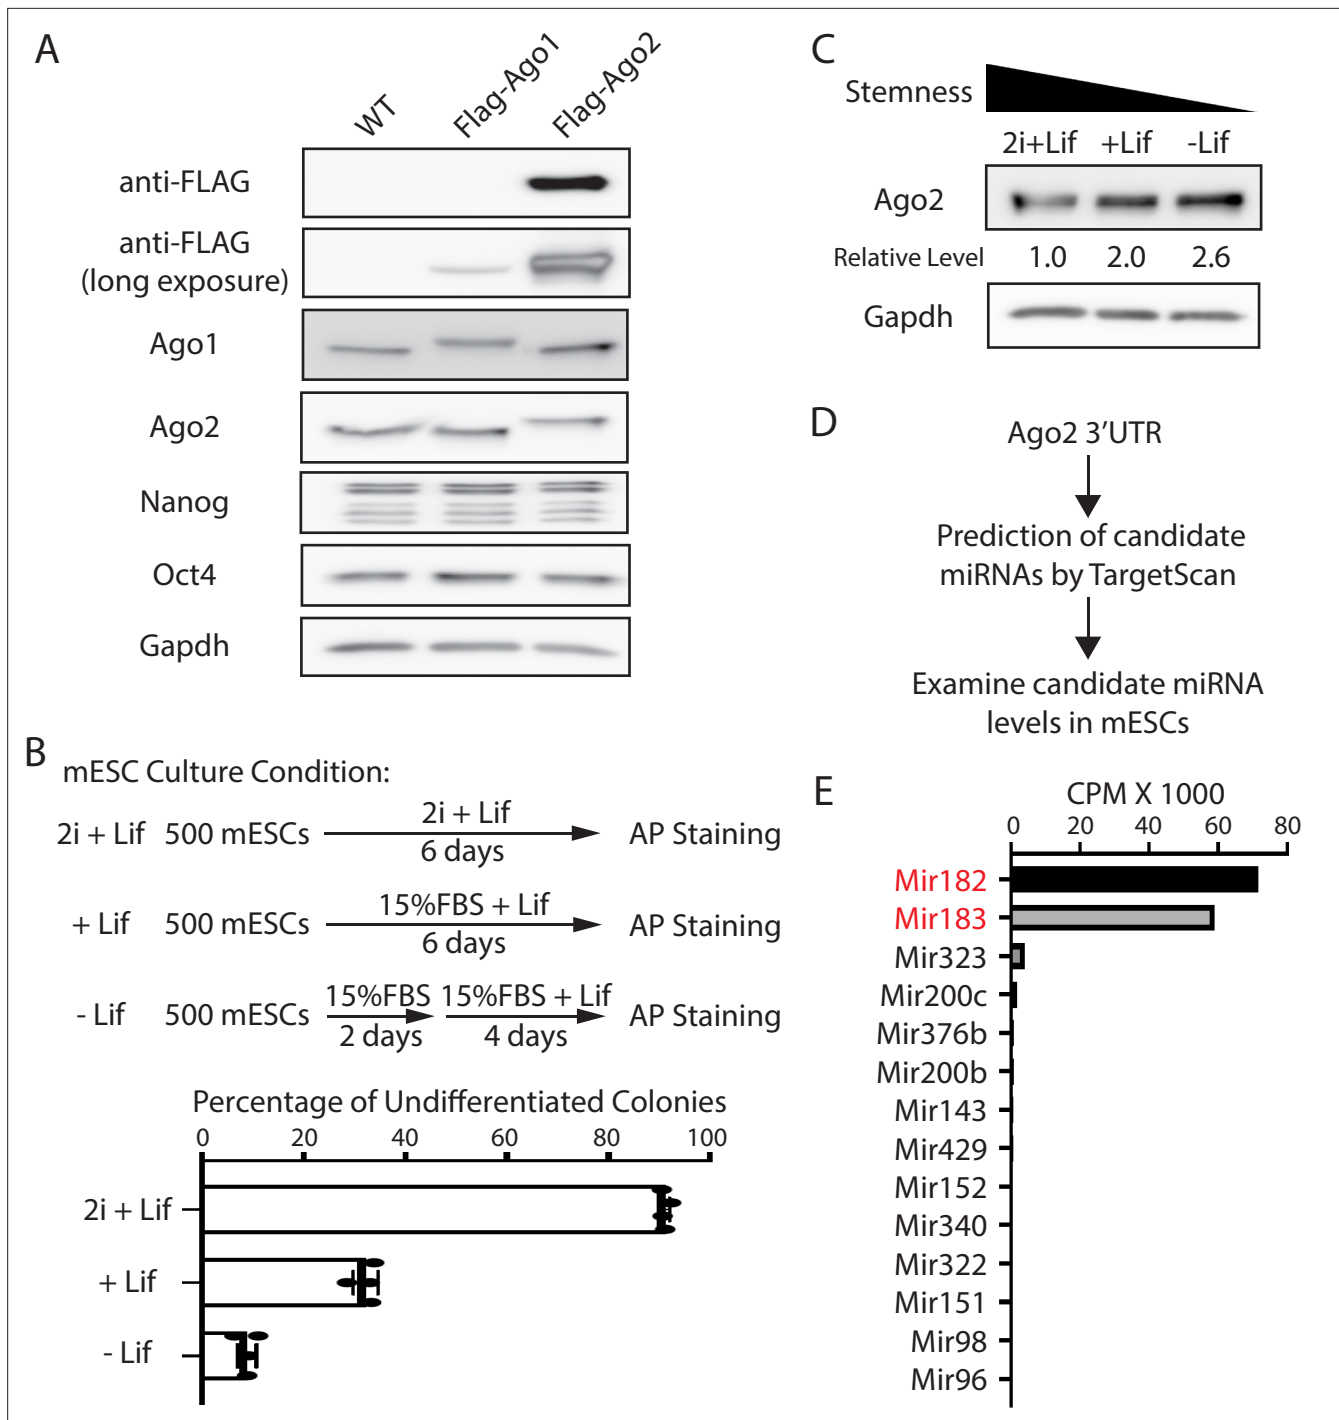 A
WT
Flag-Ago1
Flag-Ago2
anti-FLAG
anti-FLAG
(long exposure)
Ago1
Ago2
Nanog
Oct4
Gapdh
B
mESC Culture Condition:
2i + Lif 500 mESCs 2i + Lif 6 days AP Staining
+ Lif 500 mESCs 15%FBS + Lif 6 days AP Staining
- Lif 500 mESCs 15%FBS 2 days 15%FBS + Lif 4 days AP Staining
Percentage of Undifferentiated Colonies
0 20 40 60 80 100
2i + Lif
+ Lif
- Lif
C
Stemness
2i+Lif +Lif -Lif
Ago2
Relative Level 1.0 2.0 2.6
Gapdh
D
Ago2 3'UTR
Prediction of candidate
miRNAs by TargetScan
Examine candidate miRNA
levels in mESCs
E
CPM X 1000
0 20 40 60 80
Mir182
Mir183
Mir323
Mir200c
Mir376b
Mir200b
Mir143
Mir429
Mir152
Mir340
Mir322
Mir151
Mir98
Mir96